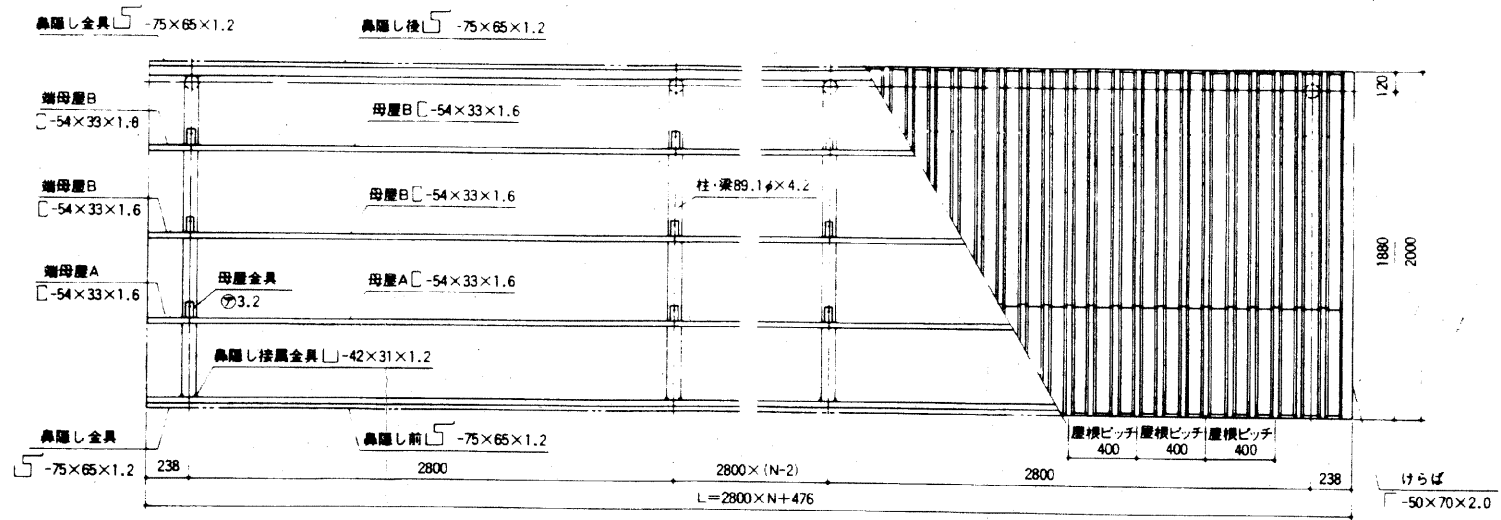 鼻隠し金具 -75×65×1.2
鼻隠し後 -75×65×1.2
端母屋B
-54×33×1.6
母屋B -54×33×1.6
120
端母屋B
-54×33×1.6
母屋B -54×33×1.6
柱・梁89.1φ×4.2
1880
2000
端母屋A
-54×33×1.6
母屋金具
㋐3.2
母屋A -54×33×1.6
鼻隠し接属金具 -42×31×1.2
鼻隠し金具
-75×65×1.2
鼻隠し前 -75×65×1.2
屋根ピッチ 屋根ピッチ 屋根ピッチ
400 400 400
238 2800 2800×(N-2) 2800 238
L=2800×N+476
けらば
-50×70×2.0